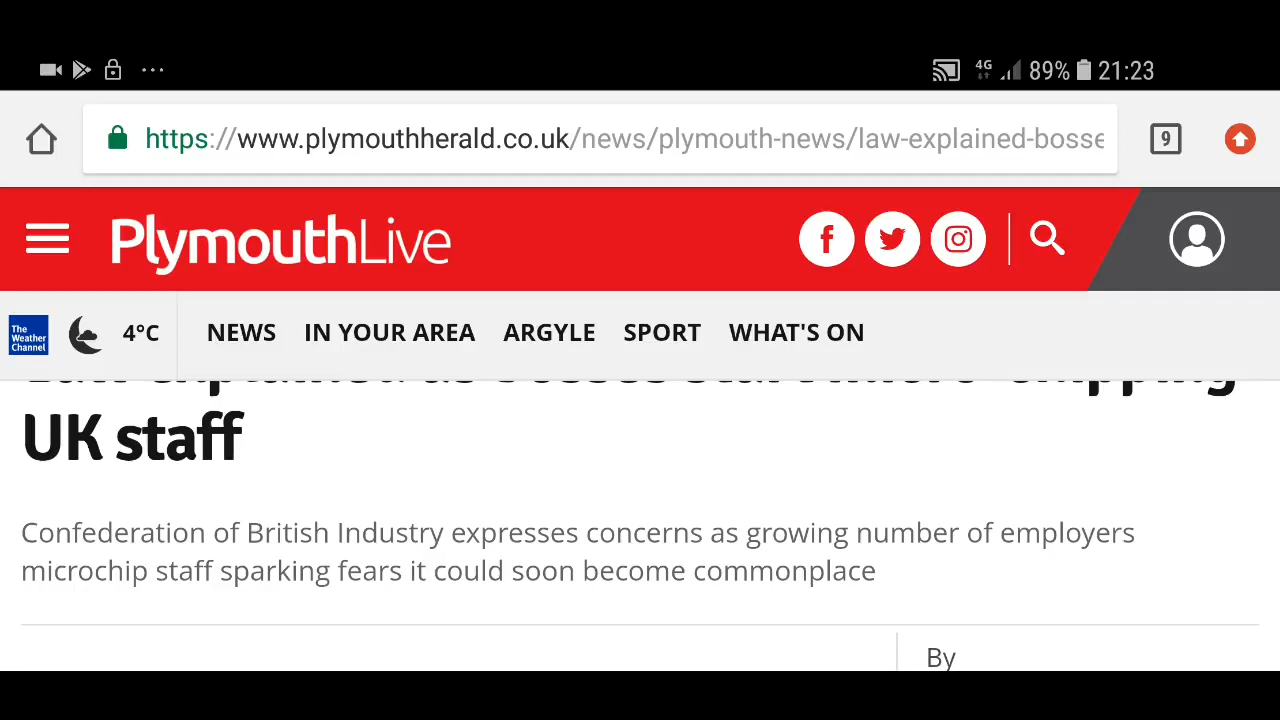 4G 89% 21:23
https://www.plymouthherald.co.uk/news/plymouth-news/law-explained-bosse
9
PlymouthLive
The Weather Channel
4°C NEWS IN YOUR AREA ARGYLE SPORT WHAT'S ON
UK staff
Confederation of British Industry expresses concerns as growing number of employers
microchip staff sparking fears it could soon become commonplace
By